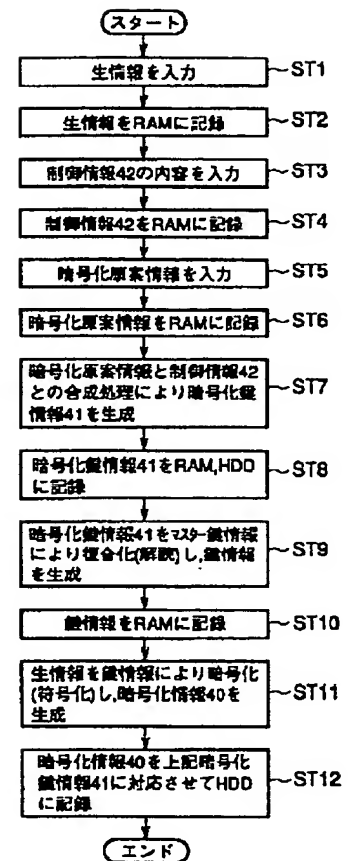 スタート
生情報を入力
ST1
生情報をRAMに記録
ST2
制御情報42の内容を入力
ST3
制御情報42をRAMに記録
ST4
暗号化原案情報を入力
ST5
暗号化原案情報をRAMに記録
ST6
暗号化原案情報と制御情報42
との合成処理により暗号化鍵
情報41を生成
ST7
暗号化鍵情報41をRAM,HDD
に記録
ST8
暗号化鍵情報41をマスター鍵情報
により復合化(解読)し,鍵情報
を生成
ST9
鍵情報をRAMに記録
ST10
生情報を鍵情報により暗号化
(符号化)し,暗号化情報40を
生成
ST11
暗号化情報40を上記暗号化
鍵情報41に対応させてHDD
に記録
ST12
エンド